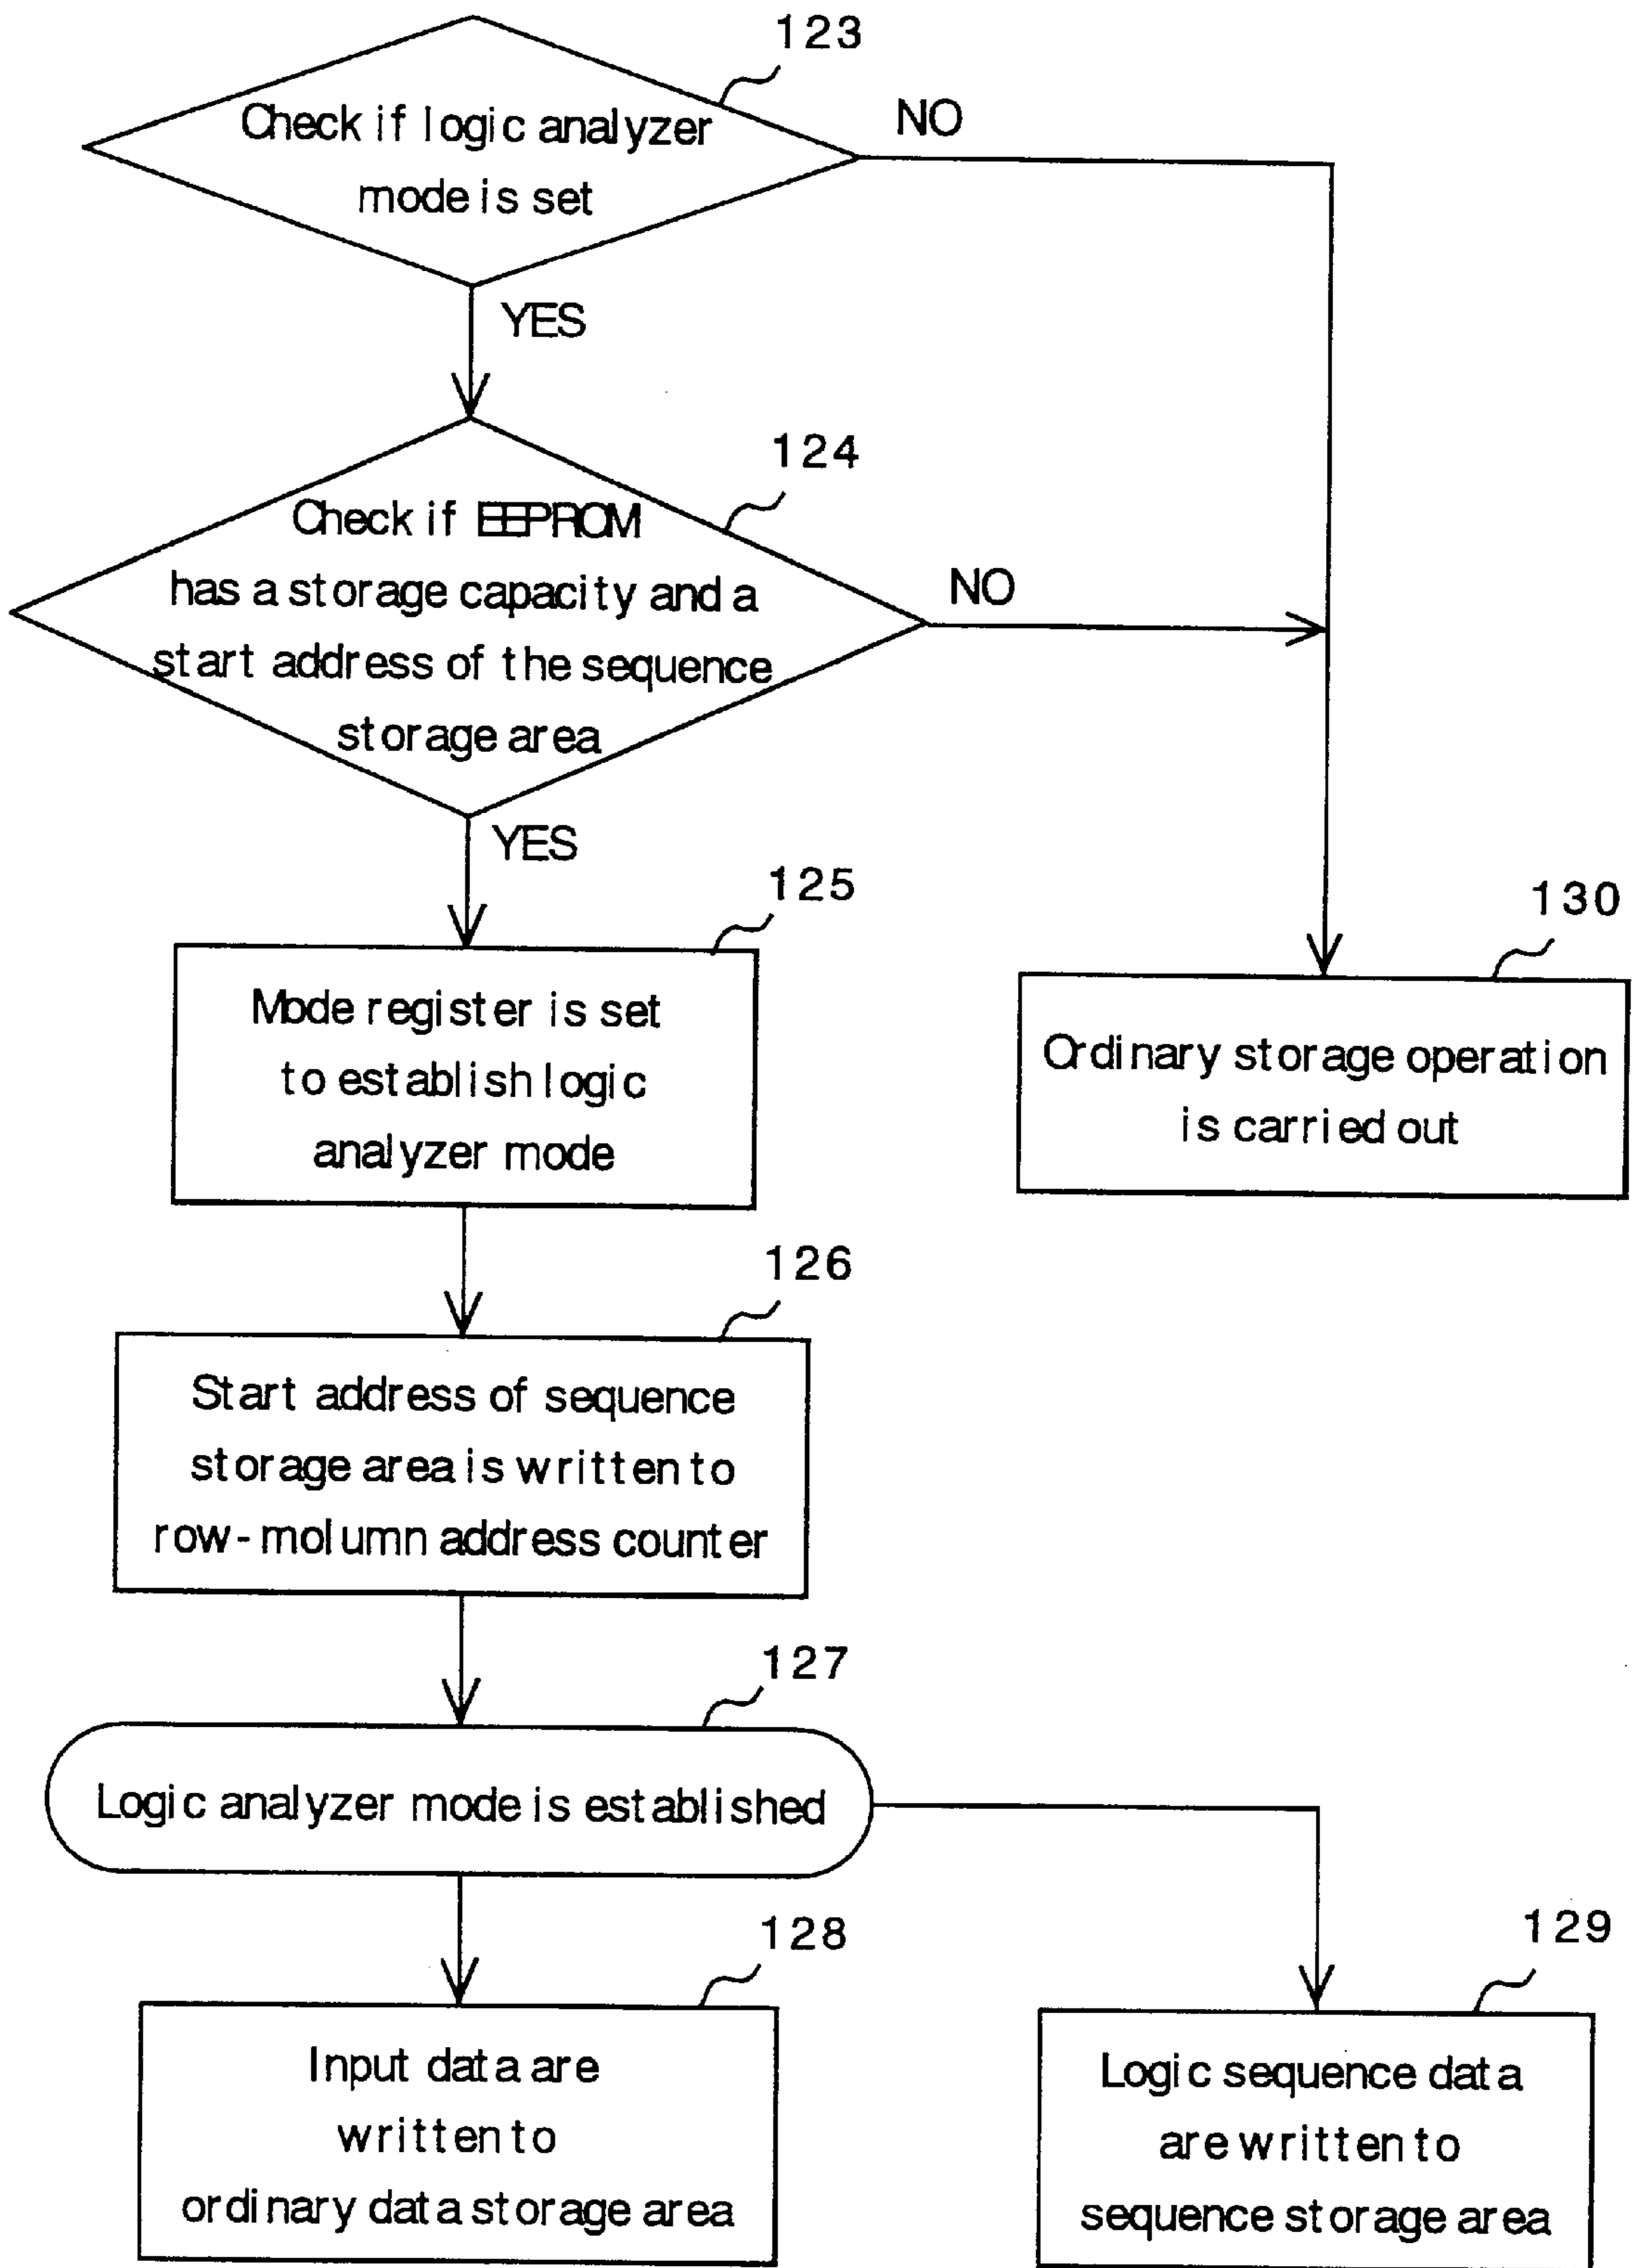 123
Check if logic analyzer
mode is set
NO
YES
124
Check if EEPROM
has a storage capacity and a
start address of the sequence
storage area
NO
YES
125
Mode register is set
to establish logic
analyzer mode
130
Ordinary storage operation
is carried out
126
Start address of sequence
storage area is written to
row-molumn address counter
127
Logic analyzer mode is established
128
Input data are
written to
ordinary data storage area
129
Logic sequence data
are written to
sequence storage area